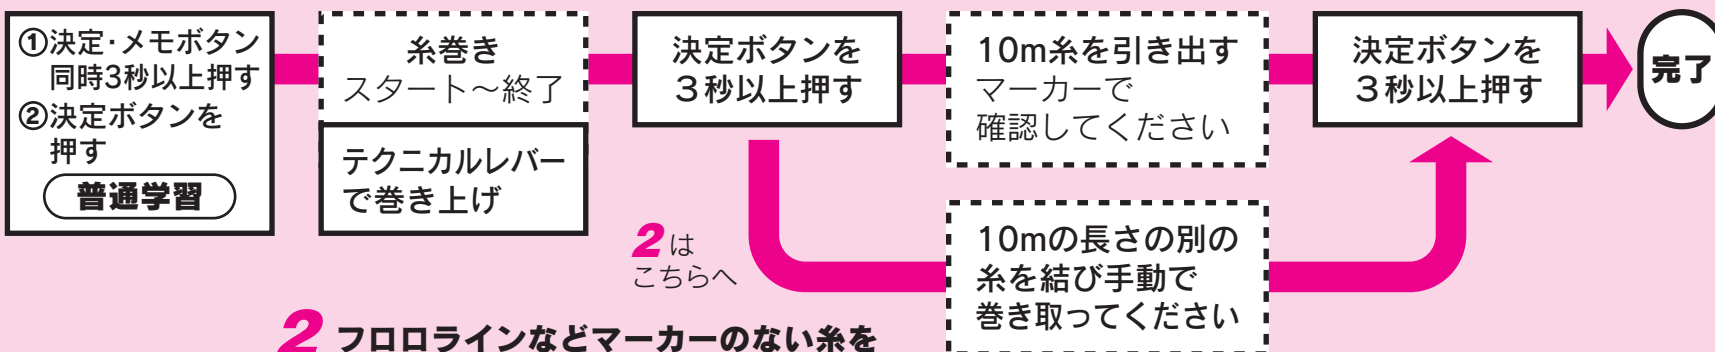 ①決定・メモボタン
同時3秒以上押す
②決定ボタンを
押す
普通学習
糸巻き
スタート〜終了
テクニカルレバー
で巻き上げ
決定ボタンを
３秒以上押す
10m糸を引き出す
マーカーで
確認してください
決定ボタンを
３秒以上押す
完了
2は
こちらへ
10mの長さの別の
糸を結び手動で
巻き取ってください
2 フロロラインなどマーカーのない糸を